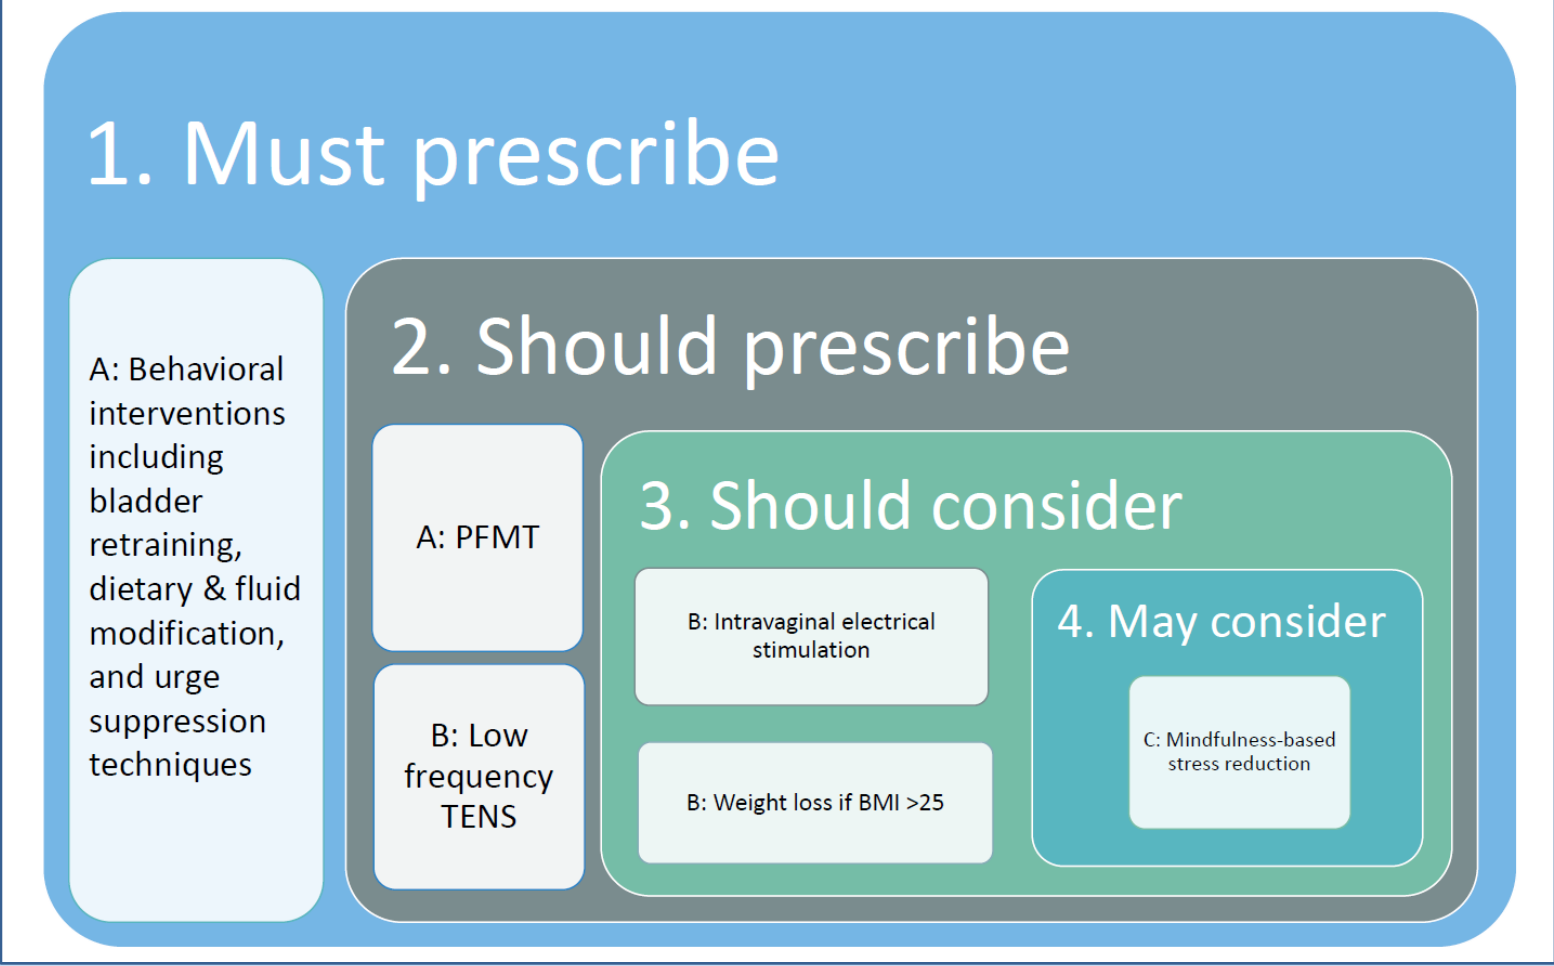 1. Must prescribe
A: Behavioral
interventions
including
bladder
retraining,
dietary & fluid
modification,
and urge
suppression
techniques
2. Should prescribe
A: PFMT
B: Low
frequency
TENS
3. Should consider
B: Intravaginal electrical
stimulation
B: Weight loss if BMI >25
4. May consider
C: Mindfulness-based
stress reduction